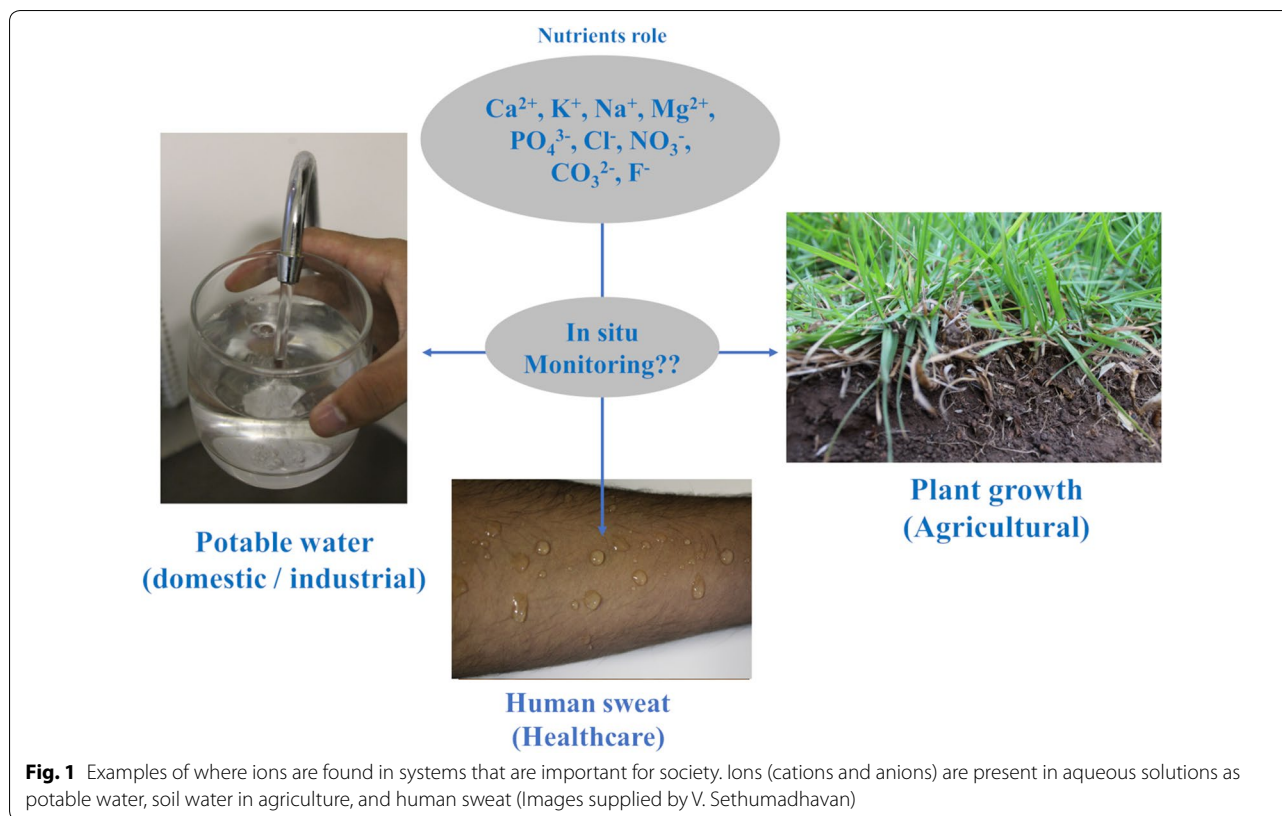 Nutrients role
Ca²⁺, K⁺, Na⁺, Mg²⁺,
PO₄³⁻, Cl⁻, NO₃⁻,
CO₃²⁻, F⁻
In situ
Monitoring??
Potable water
(domestic / industrial)
Plant growth
(Agricultural)
Human sweat
(Healthcare)
Fig. 1 Examples of where ions are found in systems that are important for society. Ions (cations and anions) are present in aqueous solutions as
potable water, soil water in agriculture, and human sweat (Images supplied by V. Sethumadhavan)